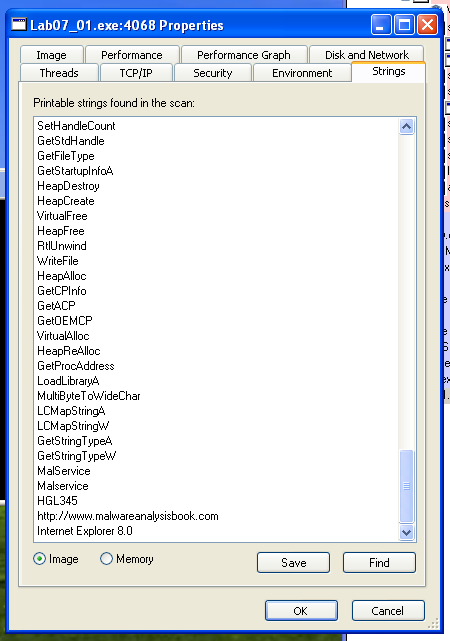 Lab07_01.exe:4068 Properties
Image Performance Performance Graph Disk and Network
Threads TCP/IP Security Environment Strings
Printable strings found in the scan:
SetHandleCount
GetStdHandle
GetFileType
GetStartupInfoA
HeapDestroy
HeapCreate
VirtualFree
HeapFree
RtlUnwind
WriteFile
HeapAlloc
GetCPInfo
GetACP
GetOEMCP
VirtualAlloc
HeapReAlloc
GetProcAddress
LoadLibraryA
MultiByteToWideChar
LCMapStringA
LCMapStringW
GetStringTypeA
GetStringTypeW
MalService
Malservice
HGL345
http://www.malwareanalysisbook.com
Internet Explorer 8.0
Image Memory Save Find
OK Cancel